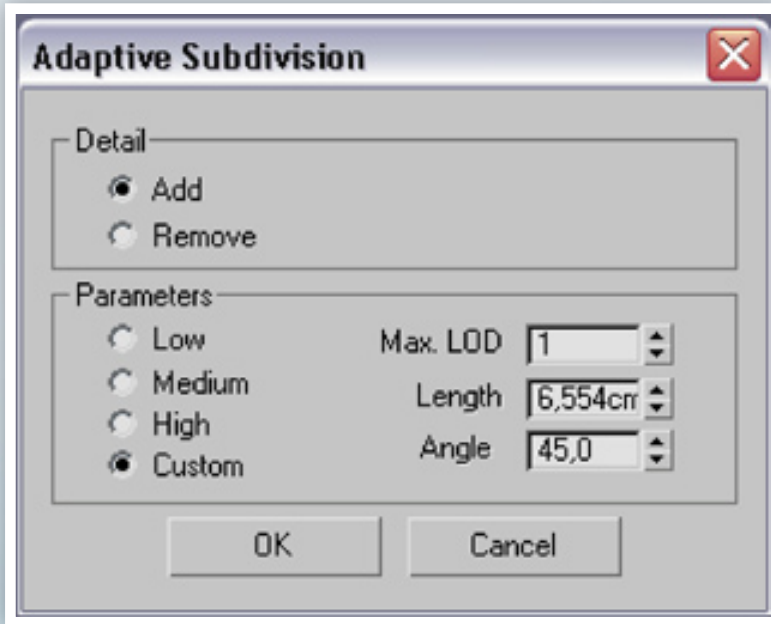 Adaptive Subdivision
Detail
Add
Remove
Parameters
Low
Medium
High
Custom
Max. LOD 1
Length 6,554cm
Angle 45,0
OK Cancel